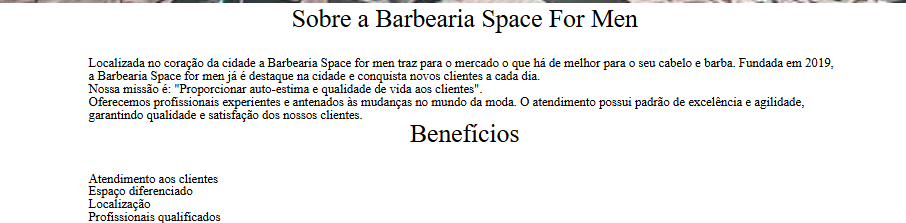 Sobre a Barbearia Space For Men
Localizada no coração da cidade a Barbearia Space for men traz para o mercado o que há de melhor para o seu cabelo e barba. Fundada em 2019,
a Barbearia Space for men já é destaque na cidade e conquista novos clientes a cada dia.
Nossa missão é: "Proporcionar auto-estima e qualidade de vida aos clientes".
Oferecemos profissionais experientes e antenados às mudanças no mundo da moda. O atendimento possui padrão de excelência e agilidade,
garantindo qualidade e satisfação dos nossos clientes.
Benefícios
Atendimento aos clientes
Espaço diferenciado
Localização
Profissionais qualificados